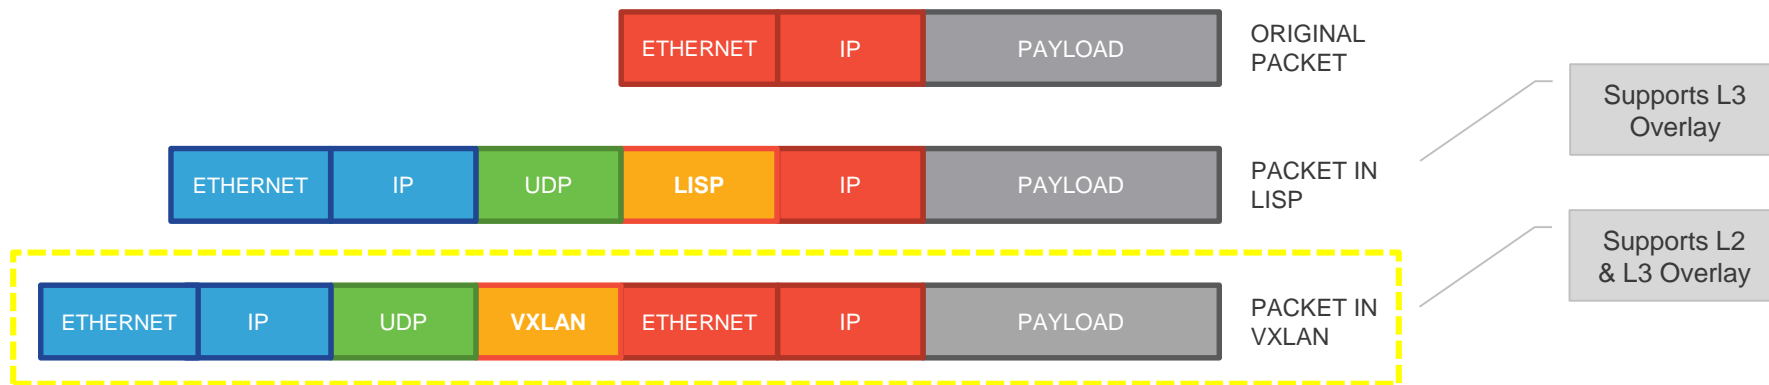 ETHERNET IP PAYLOAD
ORIGINAL
PACKET
Supports L3
Overlay
ETHERNET IP UDP LISP IP PAYLOAD
PACKET IN
LISP
Supports L2
& L3 Overlay
ETHERNET IP UDP VXLAN ETHERNET IP PAYLOAD
PACKET IN
VXLAN